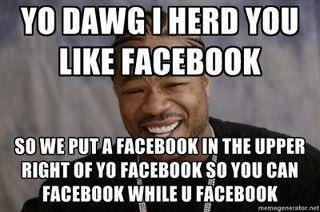 YO DAWG I HERD YOU
LIKE FACEBOOK
SO WE PUT A FACEBOOK IN THE UPPER
RIGHT OF YO FACEBOOK SO YOU CAN
FACEBOOK WHILE U FACEBOOK
memegenerator.net